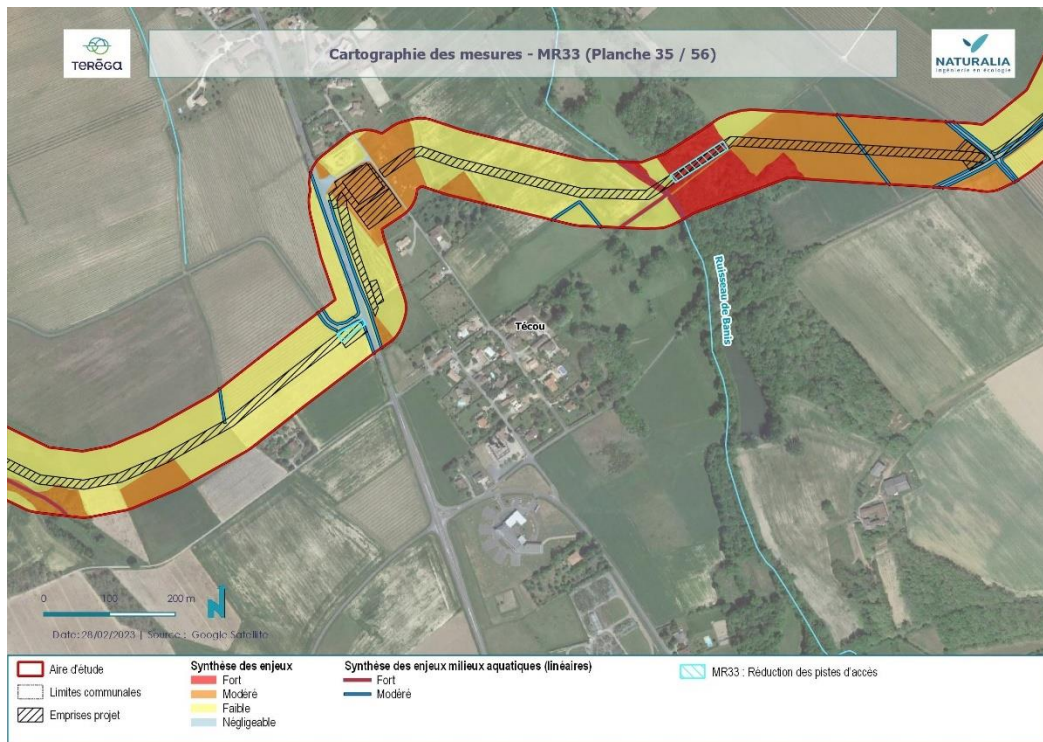 TERĒGA
Cartographie des mesures - MR33 (Planche 35 / 56)
NATURALIA
Ingénierie en écologie
Ruisseau de Banis
Técou
0 100 200 m
N
Date: 28/02/2023 | Source : Google Satellite
Aire d'étude
Limites communales
Emprises projet
Synthèse des enjeux
Fort
Modéré
Faible
Négligeable
Synthèse des enjeux milieux aquatiques (linéaires)
Fort
Modéré
MR33 : Réduction des pistes d'accès